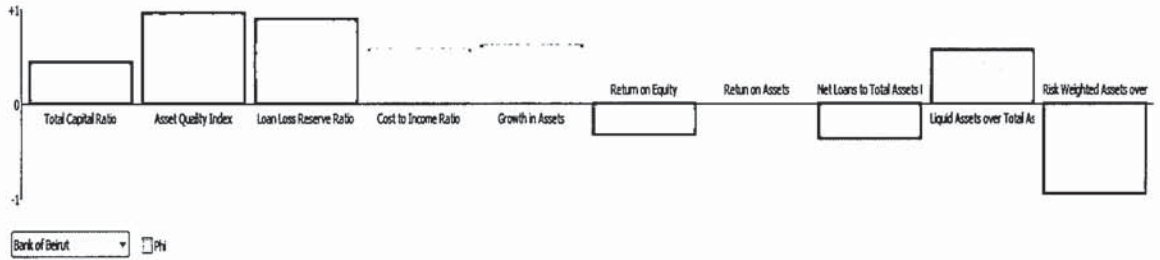 +1
Return on Equity
Retun on Assets
Net Loans to Total Assets I
Risk Weighted Assets over
0
Total Capital Ratio
Asset Quality Index
Loan Loss Reserve Ratio
Cost to Income Ratio
Growth in Assets
Liquid Assets over Total As
-1
Bank of Beirut
Phi